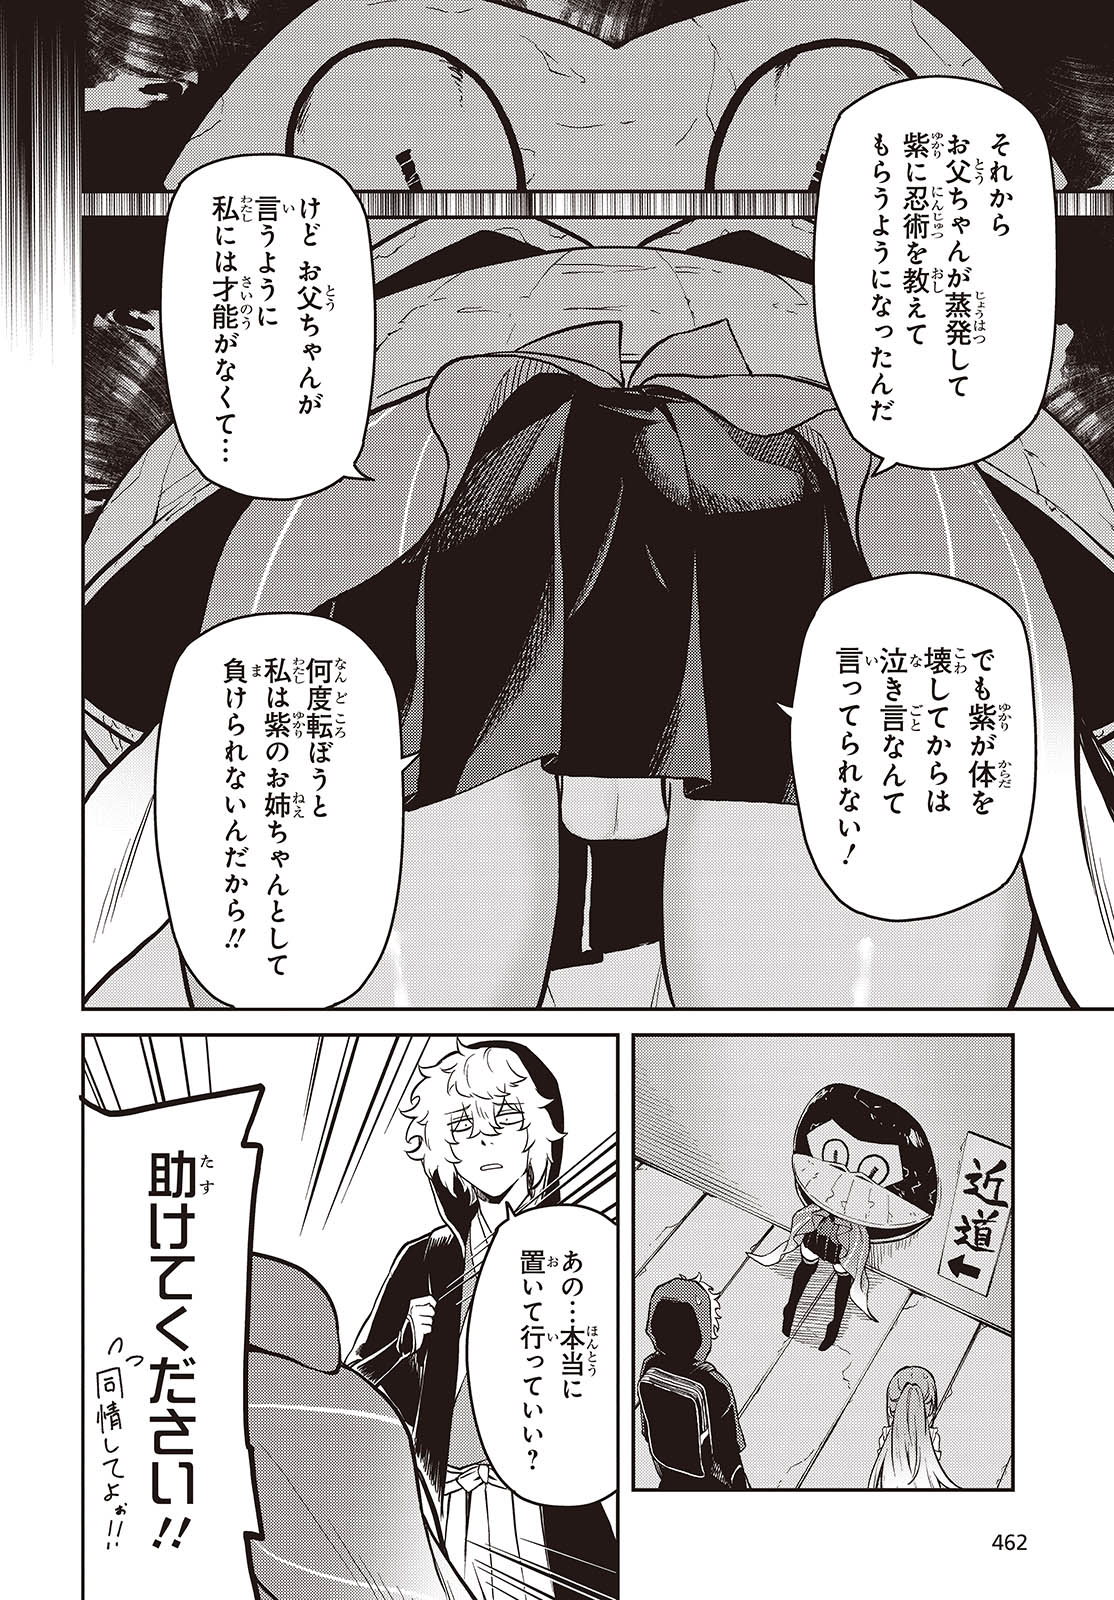 それから
お父ちゃんが蒸発して
紫に忍術を教えて
もらうようになったんだ
けど お父ちゃんが
言うように
私には才能がなくて…
でも紫が体を
壊してからは
泣き言なんて
言ってられない!
何度転ぼうと
私は紫のお姉ちゃんとして
負けられないんだから!!
近道
←
あの…本当に
置いて行っていい?
助けてください!!
同情してよぉ!!
462